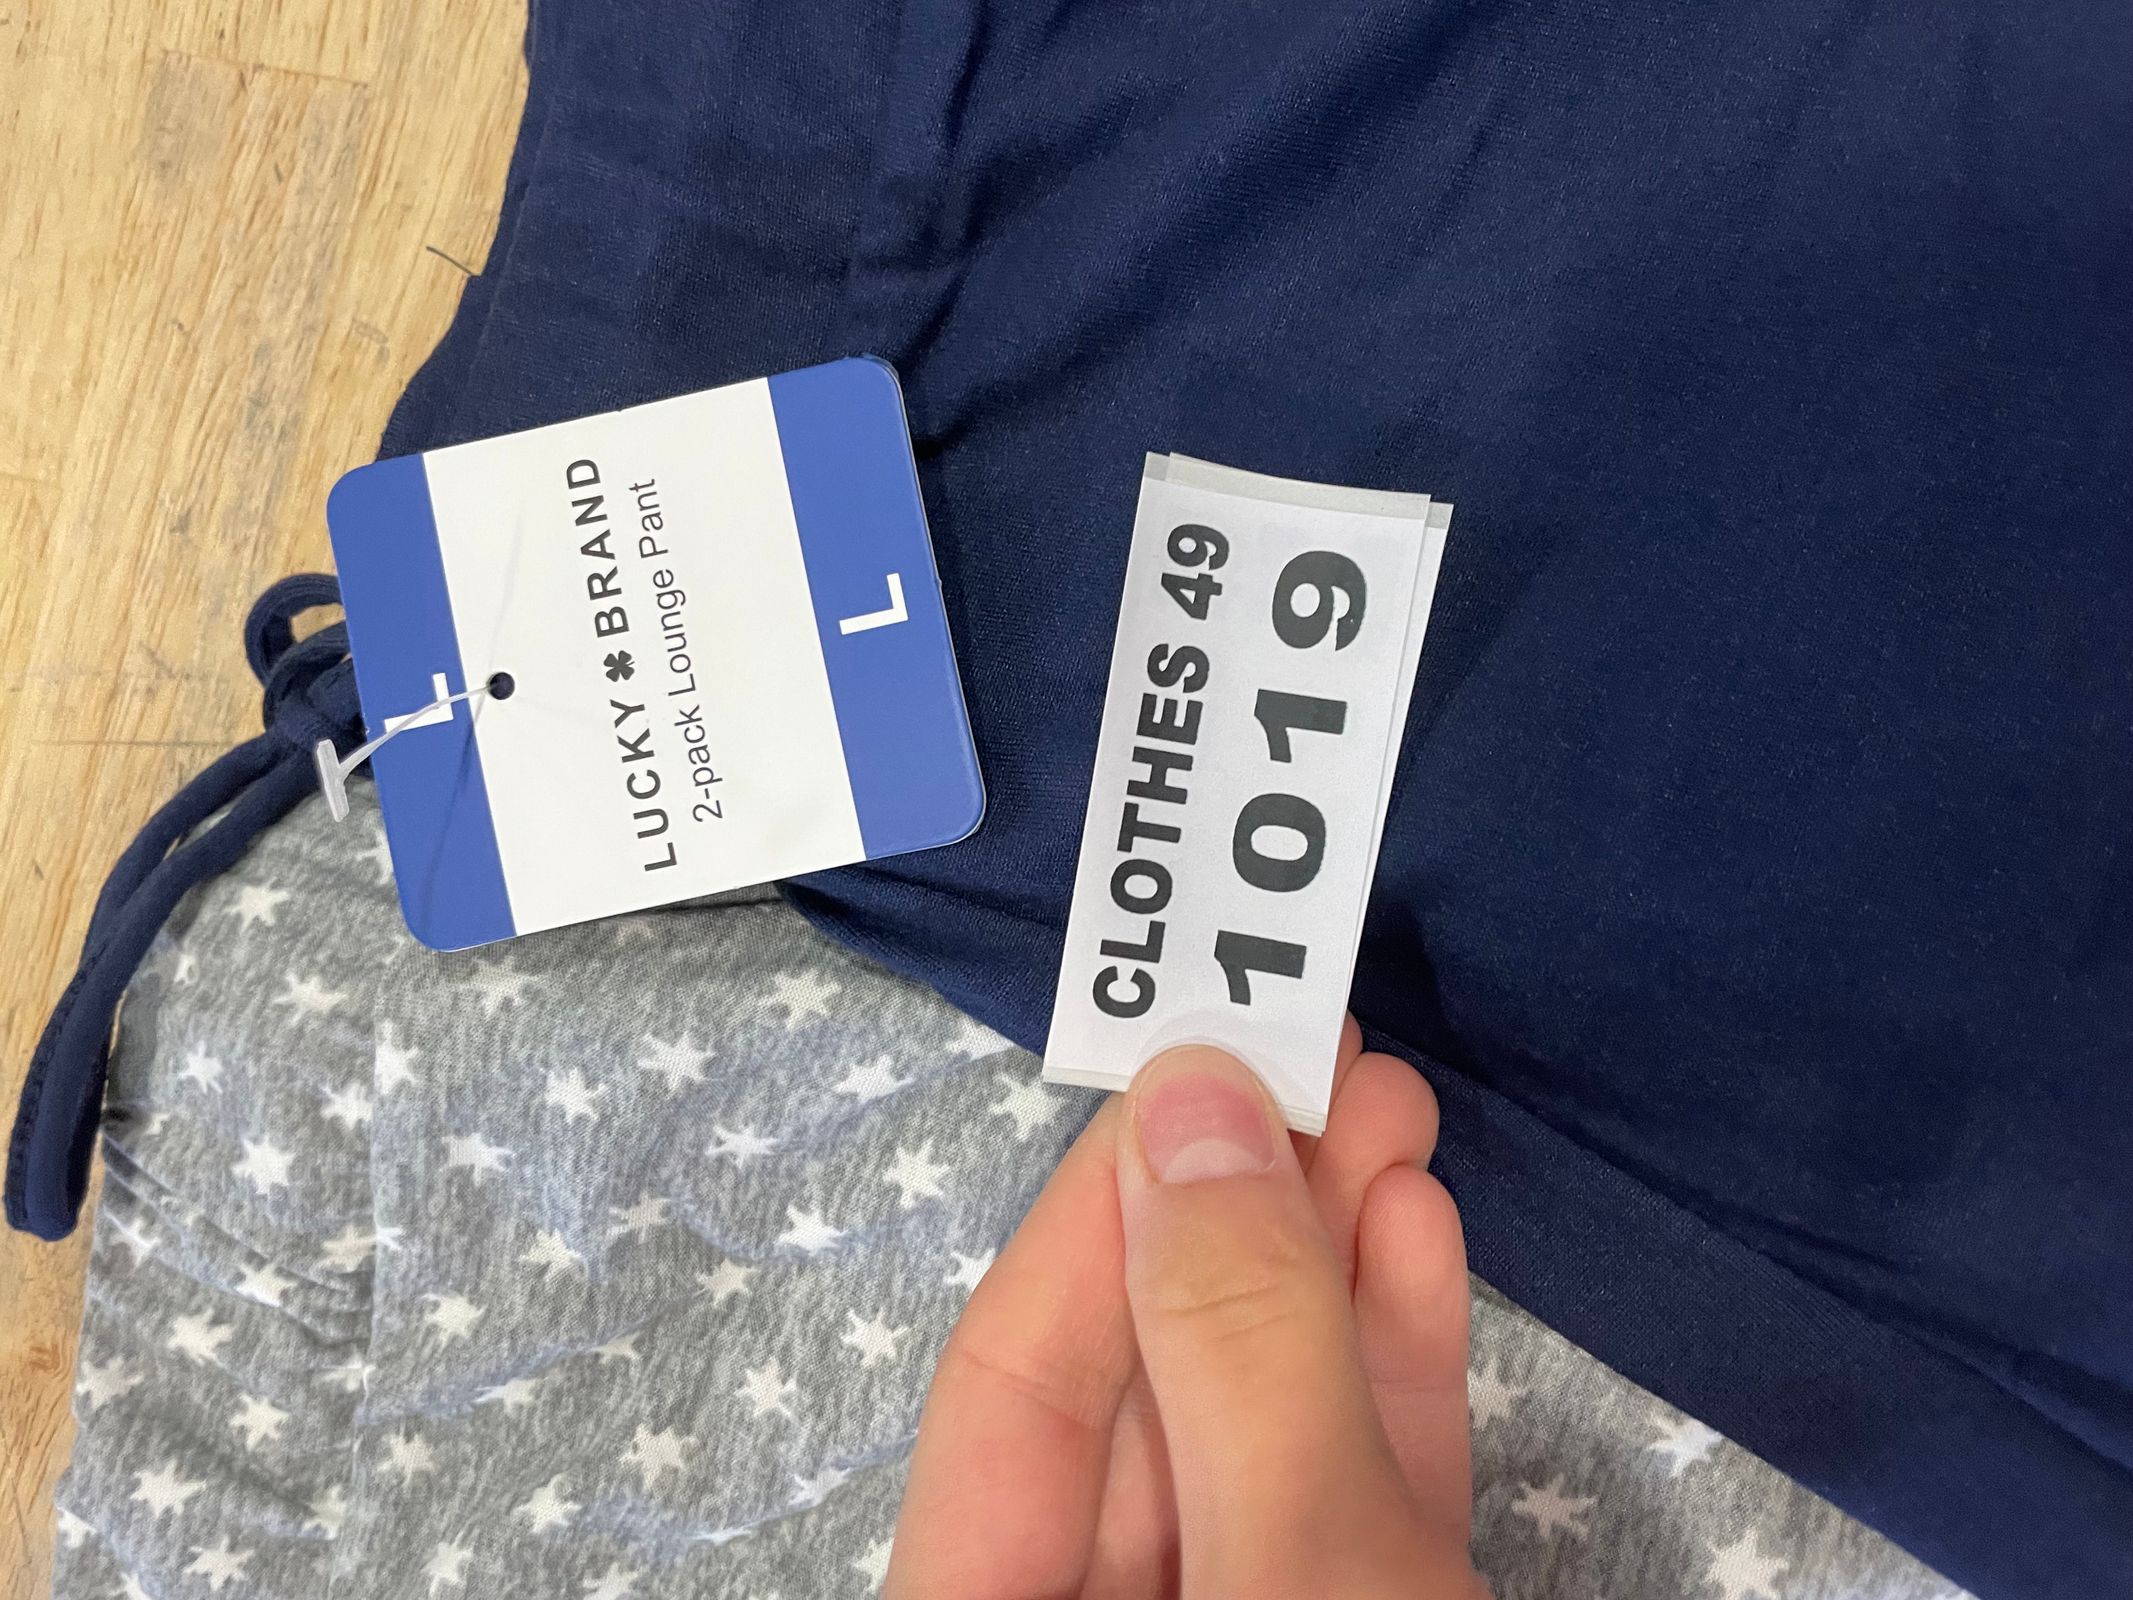 L
LUCKY BRAND
2-pack Lounge Pant
L
CLOTHES 49
1019